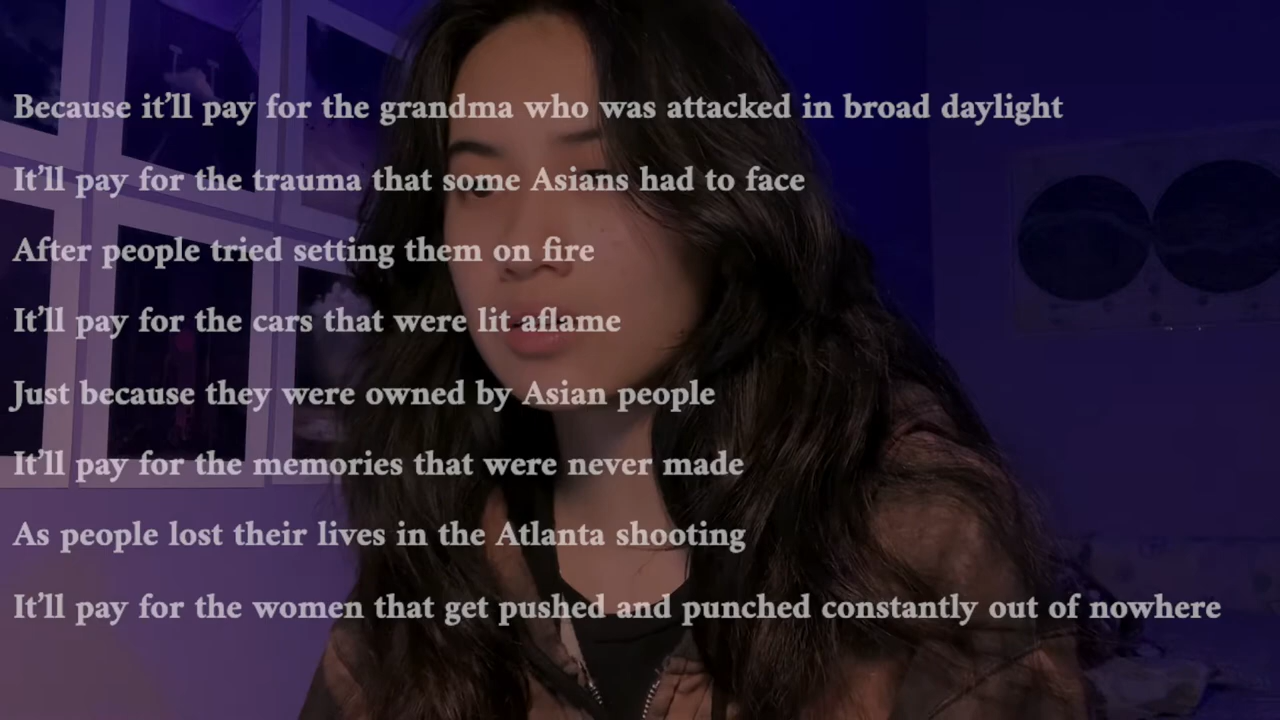 Because it’ll pay for the grandma who was attacked in broad daylight
It’ll pay for the trauma that some Asians had to face
After people tried setting them on fire
It’ll pay for the cars that were lit aflame
Just because they were owned by Asian people
It’ll pay for the memories that were never made
As people lost their lives in the Atlanta shooting
It’ll pay for the women that get pushed and punched constantly out of nowhere